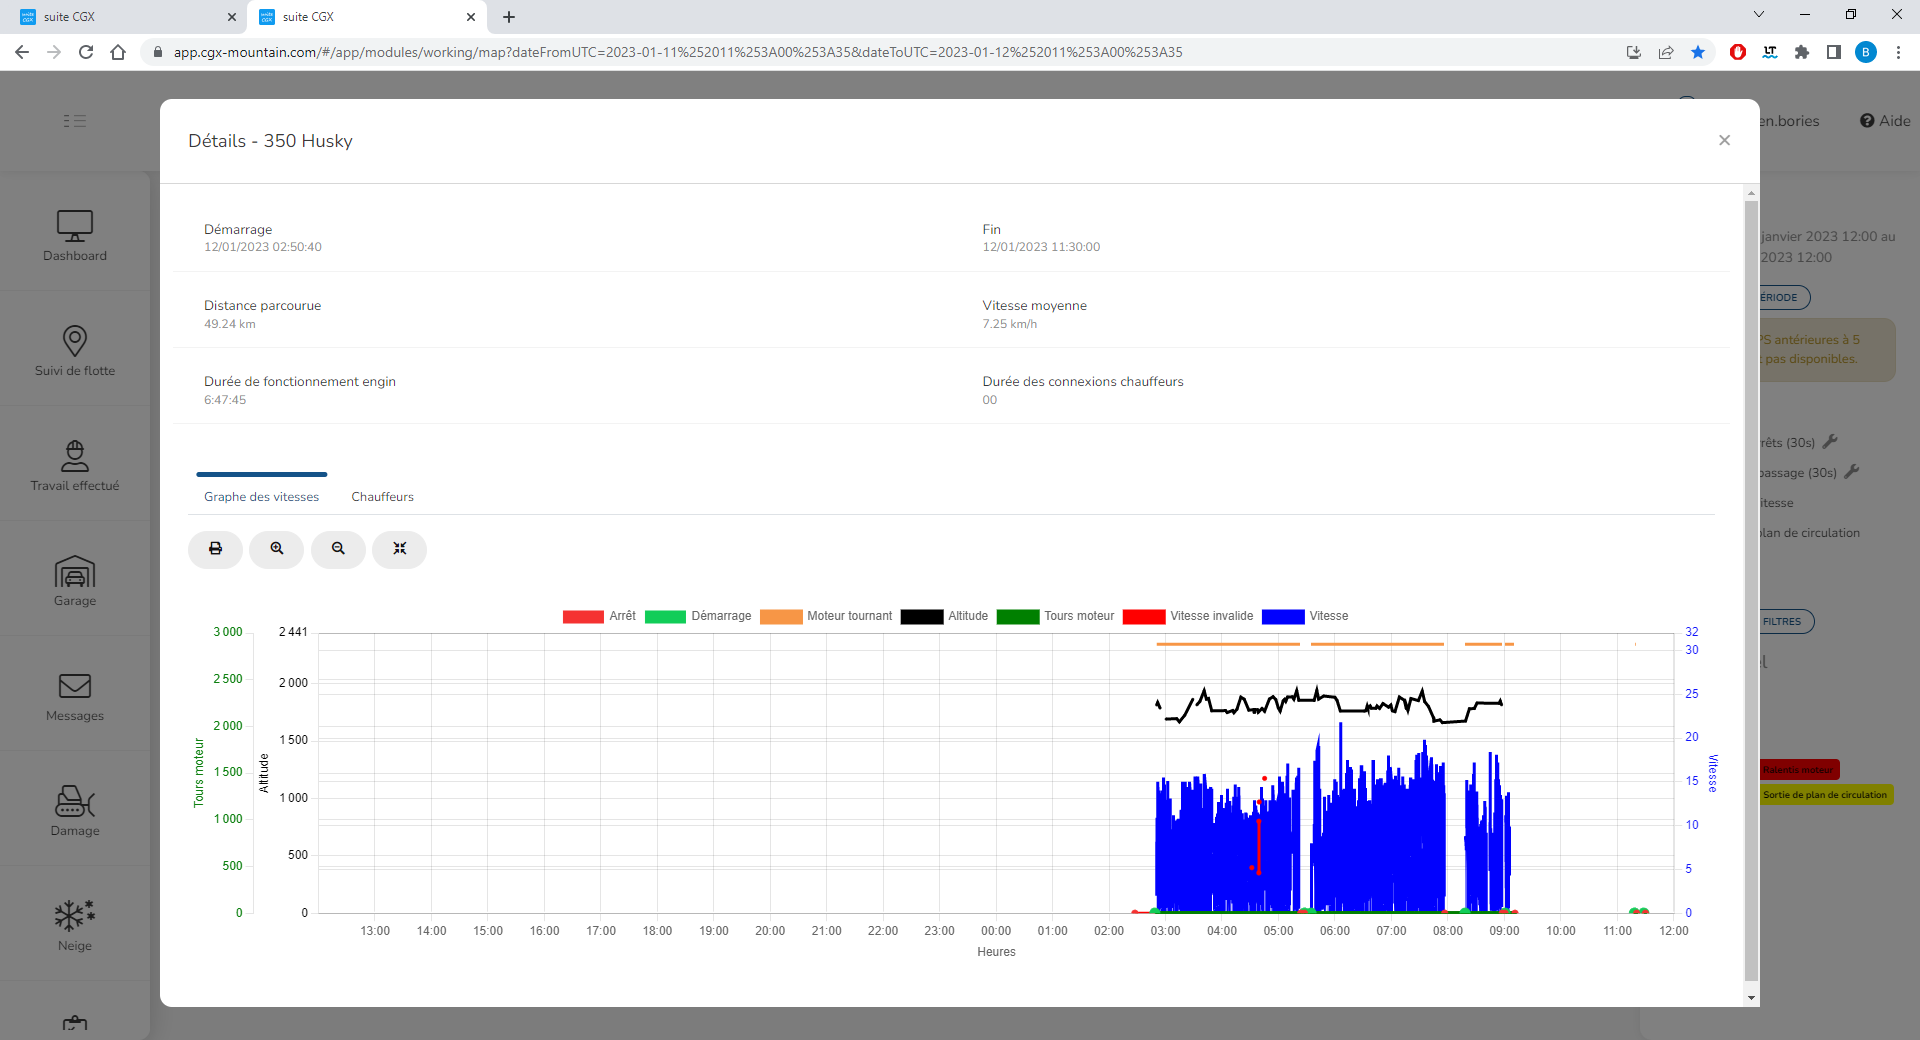 suite CGX
suite CGX
app.cgx-mountain.com/#/app/modules/working/map?dateFromUTC=2023-01-11%252011%253A00%253A35&dateToUTC=2023-01-12%252011%253A00%253A35
LT
B
en.bories
Aide
Dashboard
Suivi de flotte
Travail effectué
Garage
Messages
Damage
Neige
Détails - 350 Husky
×
Démarrage
12/01/2023 02:50:40
Fin
12/01/2023 11:30:00
Distance parcourue
49.24 km
Vitesse moyenne
7.25 km/h
Durée de fonctionnement engin
6:47:45
Durée des connexions chauffeurs
00
Graphe des vitesses
Chauffeurs
Arrêt
Démarrage
Moteur tournant
Altitude
Tours moteur
Vitesse invalide
Vitesse
3 000
2 500
2 000
1 500
1 000
500
0
Tours moteur
2 441
2 000
1 500
1 000
500
0
Altitude
32
30
25
20
15
10
5
0
Vitesse
13:00 14:00 15:00 16:00 17:00 18:00 19:00 20:00 21:00 22:00 23:00 00:00 01:00 02:00 03:00 04:00 05:00 06:00 07:00 08:00 09:00 10:00 11:00 12:00
Heures
janvier 2023 12:00 au
2023 12:00
ÉRIODE
PS antérieures à 5
pas disponibles.
rrêts (30s)
passage (30s)
itesse
plan de circulation
FILTRES
el
Ralentis moteur
Sortie de plan de circulation